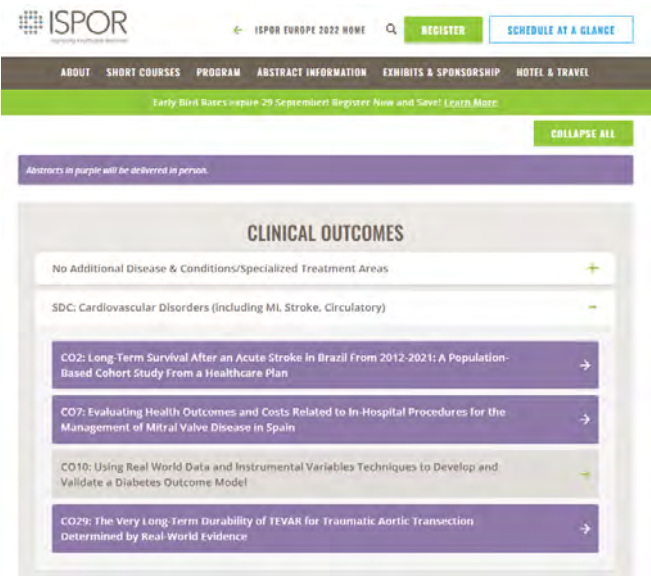 ISPOR
← ISPOR EUROPE 2022 HOME
REGISTER
SCHEDULE AT A GLANCE
ABOUT SHORT COURSES PROGRAM ABSTRACT INFORMATION EXHIBITS & SPONSORSHIP HOTEL & TRAVEL
Early Bird Rates expire 29 September! Register Now and Save! Learn More
COLLAPSE ALL
Abstracts in purple will be delivered in person.
CLINICAL OUTCOMES
No Additional Disease & Conditions/Specialized Treatment Areas +
SDC: Cardiovascular Disorders (including MI, Stroke, Circulatory) -
CO2: Long-Term Survival After an Acute Stroke in Brazil From 2012-2021: A Population-
Based Cohort Study From a Healthcare Plan →
CO7: Evaluating Health Outcomes and Costs Related to In-Hospital Procedures for the
Management of Mitral Valve Disease in Spain →
CO10: Using Real World Data and Instrumental Variables Techniques to Develop and
Validate a Diabetes Outcome Model →
CO29: The Very Long-Term Durability of TEVAR for Traumatic Aortic Transection
Determined by Real-World Evidence →